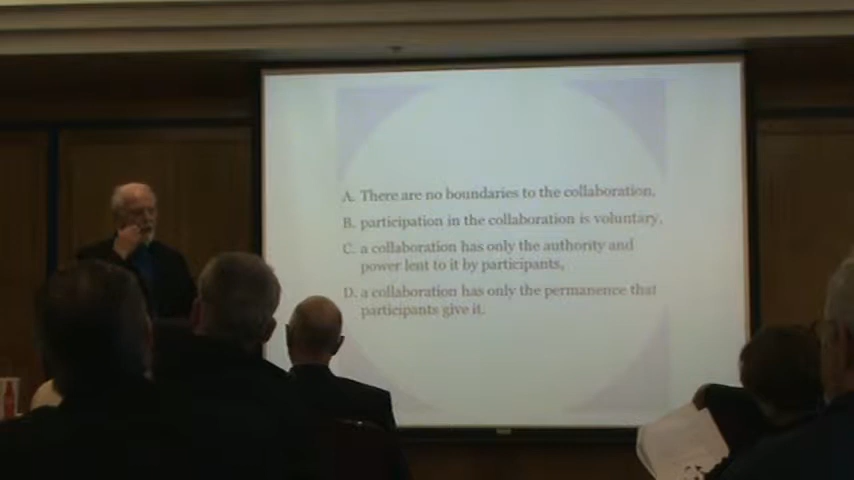 A. There are no boundaries to the collaboration,
B. participation in the collaboration is voluntary,
C. a collaboration has only the authority and
power lent to it by participants,
D. a collaboration has only the permanence that
participants give it.